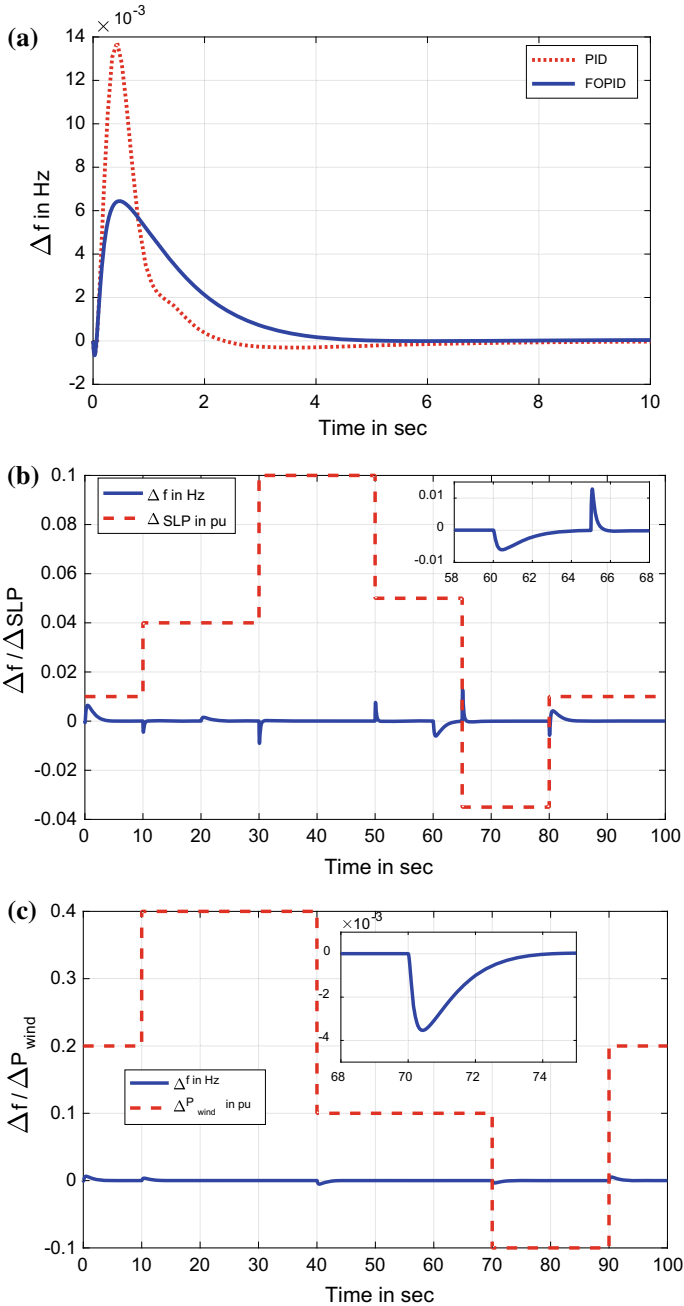 (a)
× 10⁻³
14
12
10
8
6
4
2
0
-2
Δf in Hz
PID
FOPID
0 2 4 6 8 10
Time in sec
(b)
0.1
0.08
0.06
0.04
0.02
0
-0.02
-0.04
Δf / ΔSLP
Δ f in Hz
Δ SLP in pu
0.01
0
-0.01
58 60 62 64 66 68
0 10 20 30 40 50 60 70 80 90 100
Time in sec
(c)
0.4
0.3
0.2
0.1
0
-0.1
Δf / ΔP_wind
×10⁻³
0
-2
-4
68 70 72 74
Δf in Hz
ΔP_wind in pu
0 10 20 30 40 50 60 70 80 90 100
Time in sec